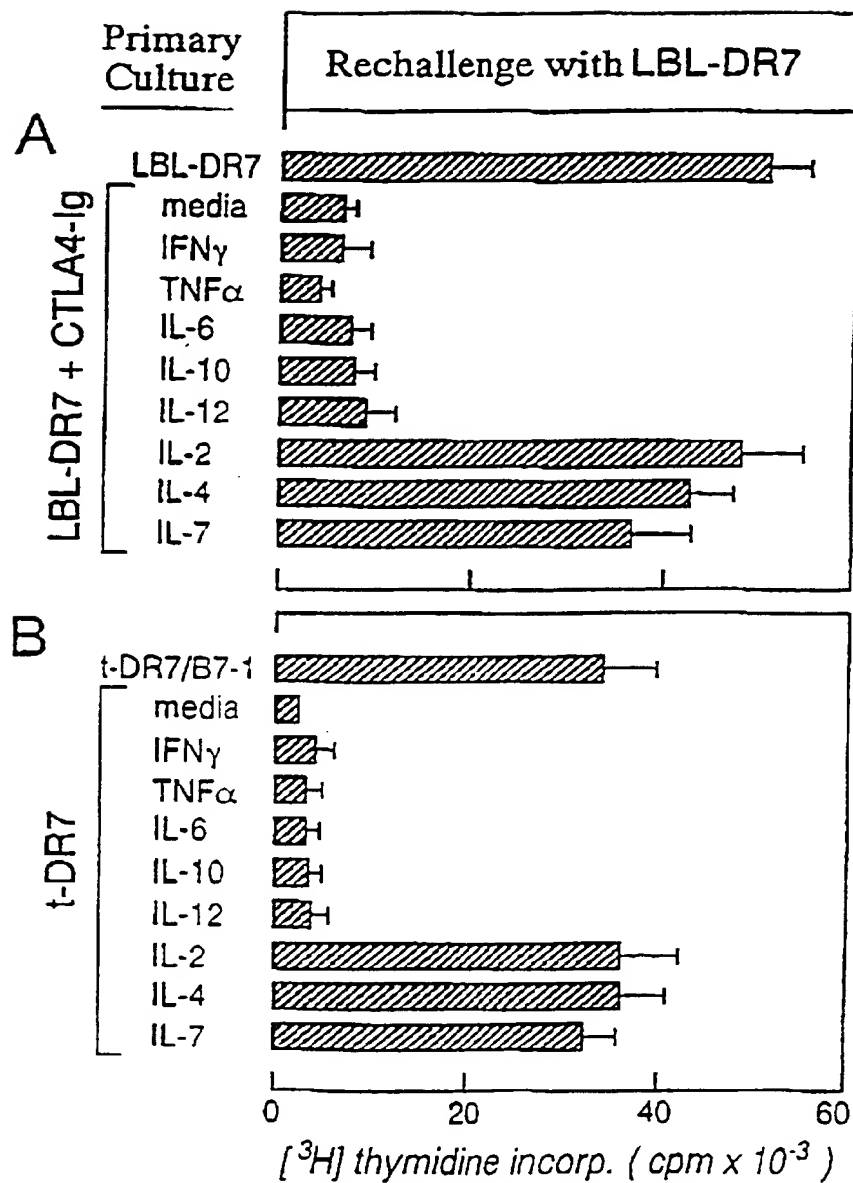 Primary
Culture
Rechallenge with LBL-DR7
A
LBL-DR7 + CTLA4-Ig
LBL-DR7
media
IFNγ
TNFα
IL-6
IL-10
IL-12
IL-2
IL-4
IL-7
B
t-DR7
t-DR7/B7-1
media
IFNγ
TNFα
IL-6
IL-10
IL-12
IL-2
IL-4
IL-7
0 20 40 60
[³H] thymidine incorp. ( cpm x 10⁻³ )